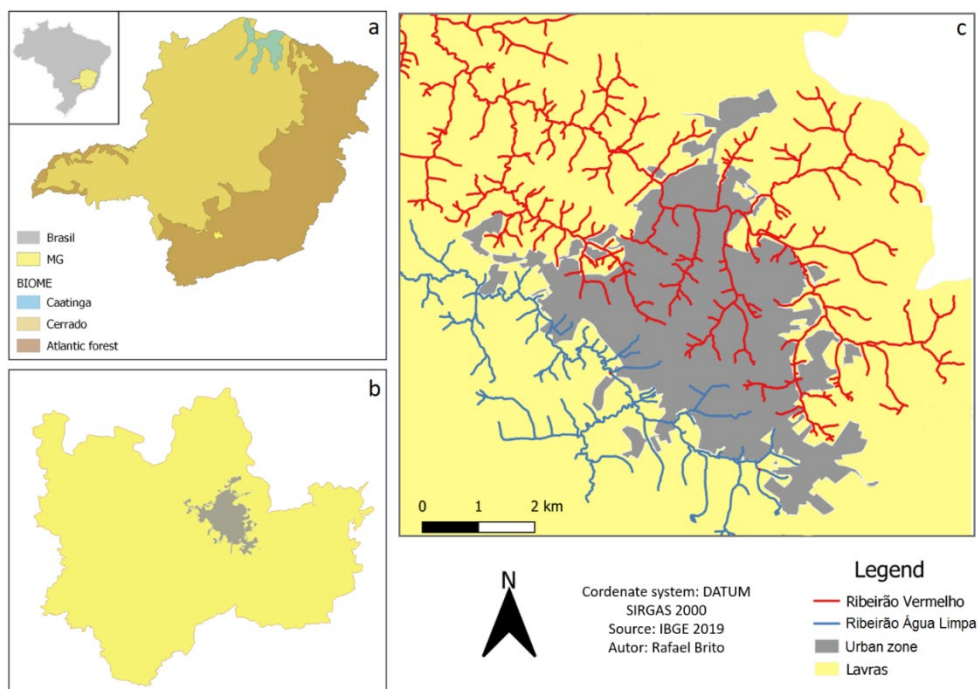 a
Brasil
MG
BIOME
Caatinga
Cerrado
Atlantic forest
b
c
0 1 2 km
N
Cordenate system: DATUM
SIRGAS 2000
Source: IBGE 2019
Autor: Rafael Brito
Legend
Ribeirão Vermelho
Ribeirão Água Limpa
Urban zone
Lavras